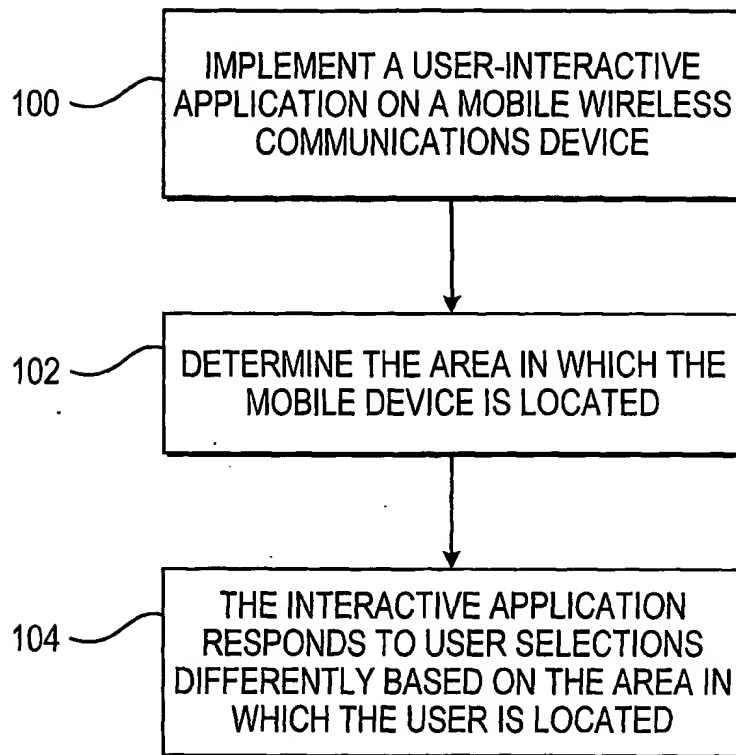 100
IMPLEMENT A USER-INTERACTIVE
APPLICATION ON A MOBILE WIRELESS
COMMUNICATIONS DEVICE
102
DETERMINE THE AREA IN WHICH THE
MOBILE DEVICE IS LOCATED
104
THE INTERACTIVE APPLICATION
RESPONDS TO USER SELECTIONS
DIFFERENTLY BASED ON THE AREA IN
WHICH THE USER IS LOCATED